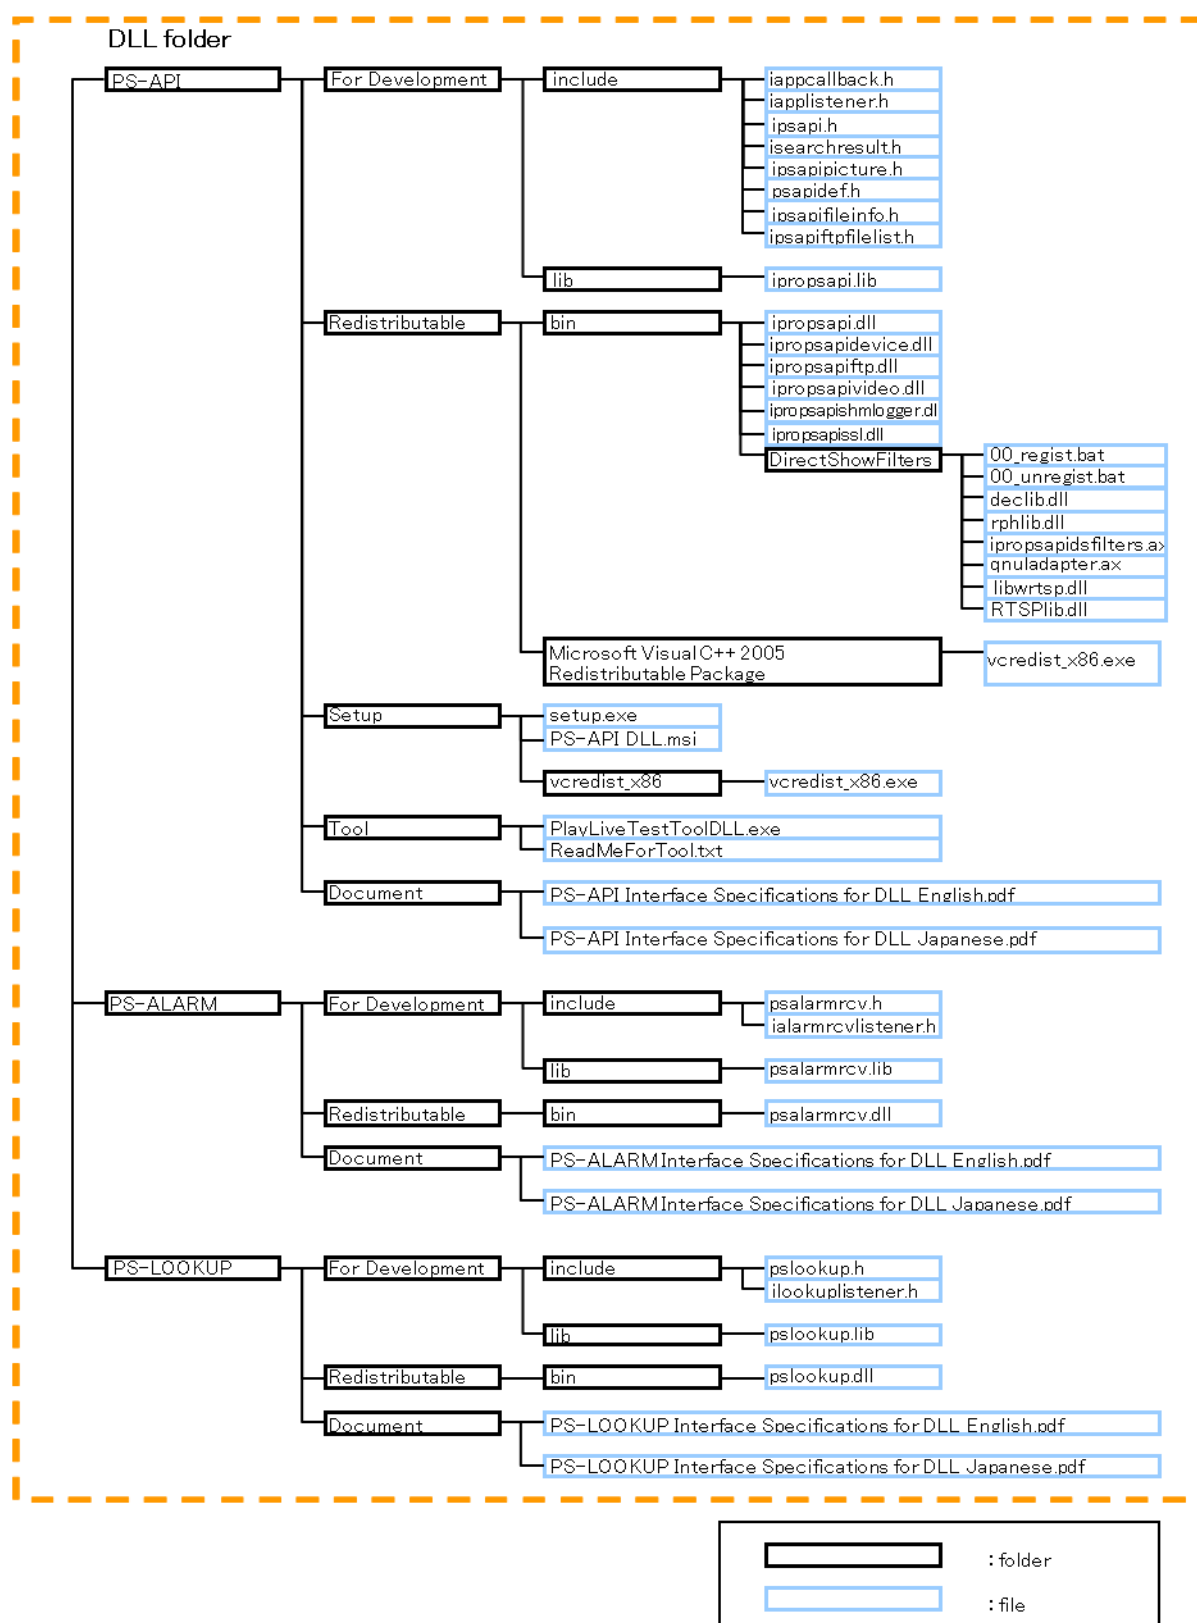 DLL folder
PS-API
For Development
include
iappcallback.h
iapplistener.h
ipsapi.h
isearchresult.h
ipsapipicture.h
psapidef.h
ipsapifileinfo.h
ipsapiftpfilelist.h
lib
ipropsapi.lib
Redistributable
bin
ipropsapi.dll
ipropsapidevice.dll
ipropsapiftp.dll
ipropsapivideo.dll
ipropsapishmlogger.dl
ipropsapissl.dll
DirectShowFilters
00_regist.bat
00_unregist.bat
declib.dll
rphlib.dll
ipropsapidsfilters.ax
qnuladapter.ax
libwrtsp.dll
RTSPlib.dll
Microsoft Visual C++ 2005
Redistributable Package
vcredist_x86.exe
Setup
setup.exe
PS-API DLL.msi
vcredist_x86
vcredist_x86.exe
Tool
PlayLiveTestToolDLL.exe
ReadMeForTool.txt
Document
PS-API Interface Specifications for DLL English.pdf
PS-API Interface Specifications for DLL Japanese.pdf
PS-ALARM
For Development
include
psalarmrcv.h
ialarmrcvlistener.h
lib
psalarmrcv.lib
Redistributable
bin
psalarmrcv.dll
Document
PS-ALARM Interface Specifications for DLL English.pdf
PS-ALARM Interface Specifications for DLL Japanese.pdf
PS-LOOKUP
For Development
include
pslookup.h
ilookuplistener.h
lib
pslookup.lib
Redistributable
bin
pslookup.dll
Document
PS-LOOKUP Interface Specifications for DLL English.pdf
PS-LOOKUP Interface Specifications for DLL Japanese.pdf
: folder
: file